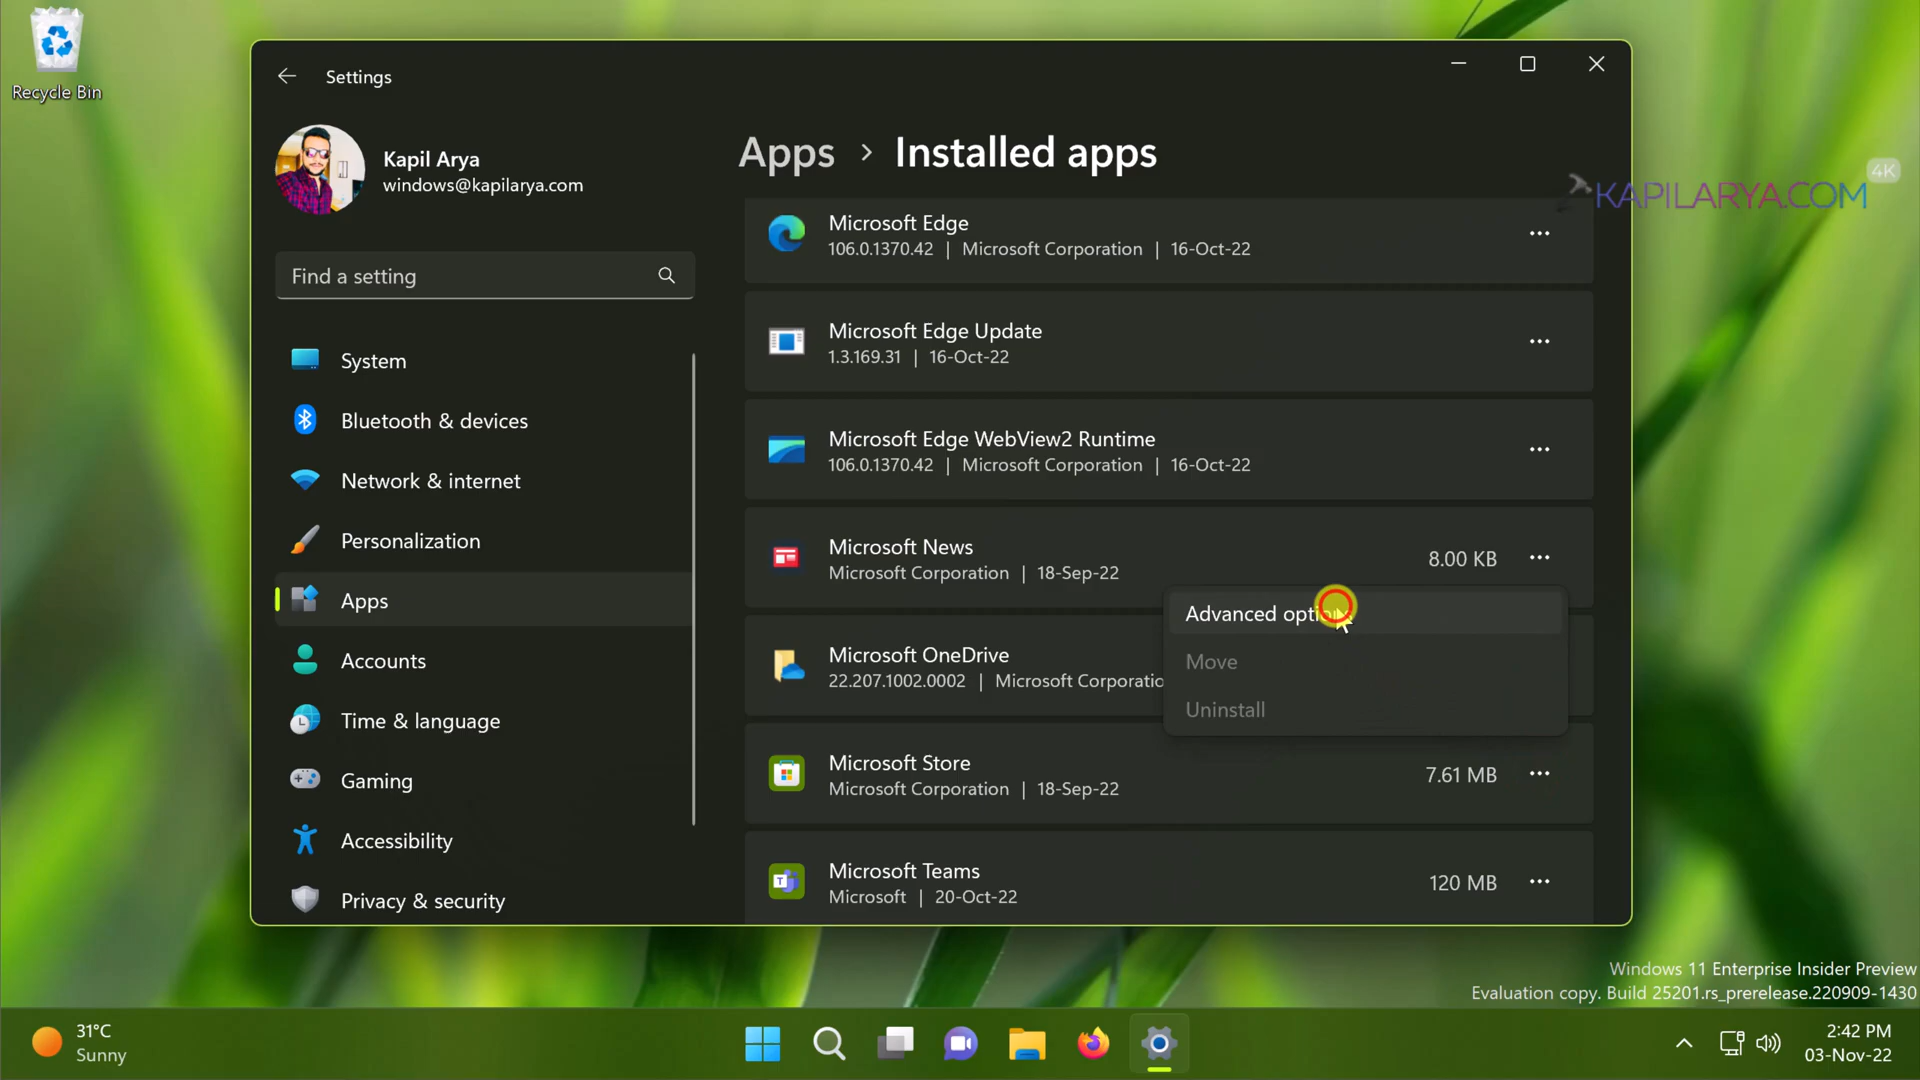 Recycle Bin
Settings
Kapil Arya
windows@kapilarya.com
Find a setting
System
Bluetooth & devices
Network & internet
Personalization
Apps
Accounts
Time & language
Gaming
Accessibility
Privacy & security
Apps > Installed apps
4K
KAPILARYA.COM
Microsoft Edge
106.0.1370.42 | Microsoft Corporation | 16-Oct-22
Microsoft Edge Update
1.3.169.31 | 16-Oct-22
Microsoft Edge WebView2 Runtime
106.0.1370.42 | Microsoft Corporation | 16-Oct-22
Microsoft News
Microsoft Corporation | 18-Sep-22
8.00 KB
Advanced options
Move
Uninstall
Microsoft OneDrive
22.207.1002.0002 | Microsoft Corporatio
Microsoft Store
Microsoft Corporation | 18-Sep-22
7.61 MB
Microsoft Teams
Microsoft | 20-Oct-22
120 MB
Windows 11 Enterprise Insider Preview
Evaluation copy. Build 25201.rs_prerelease.220909-1430
31°C
Sunny
2:42 PM
03-Nov-22